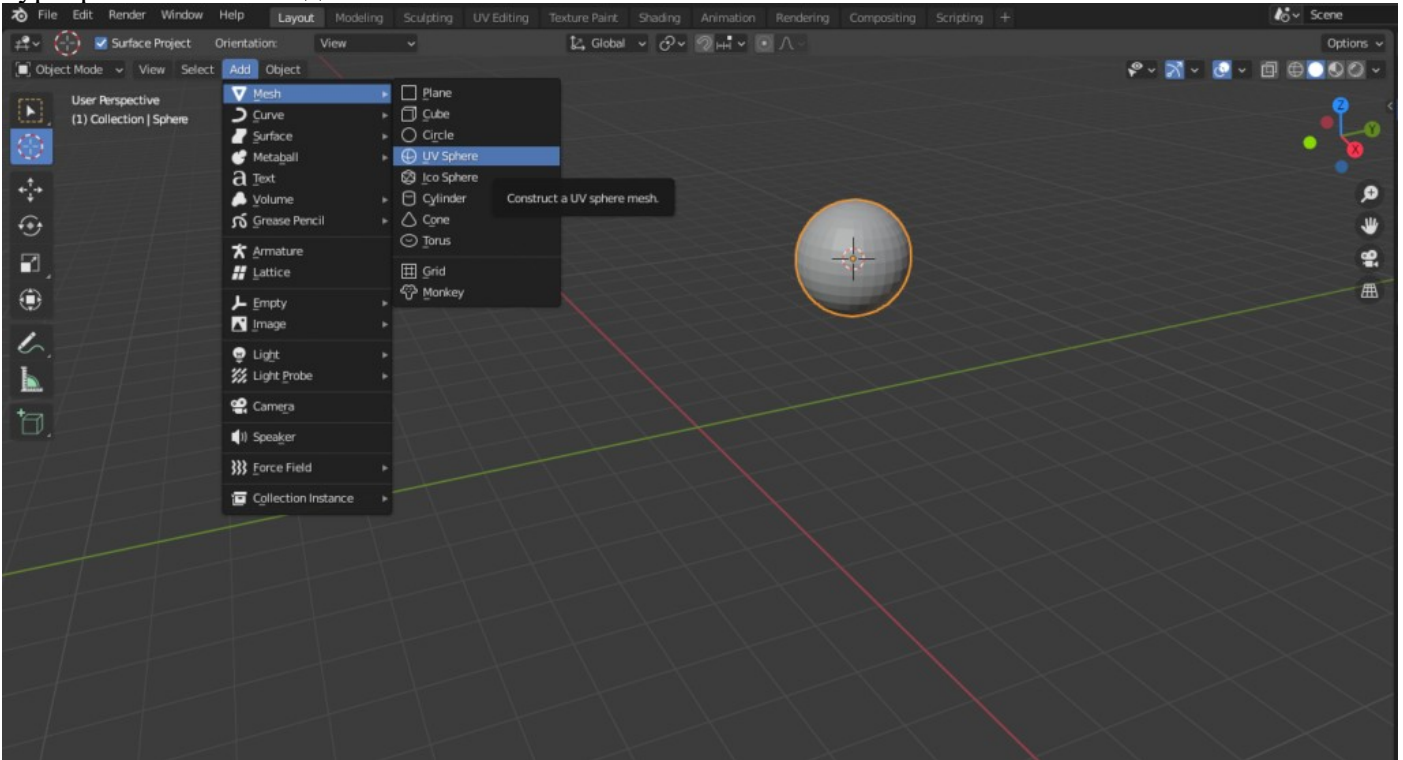 File Edit Render Window Help Layout Modeling Sculpting UV Editing Texture Paint Shading Animation Rendering Compositing Scripting + Scene
Surface Project Orientation: View Global Options
Object Mode View Select Add Object
User Perspective
(1) Collection | Sphere
Mesh
Curve
Surface
Metaball
Text
Volume
Grease Pencil
Armature
Lattice
Empty
Image
Light
Light Probe
Camera
Speaker
Force Field
Collection Instance
Plane
Cube
Circle
UV Sphere
Ico Sphere
Cylinder
Cone
Torus
Grid
Monkey
Construct a UV sphere mesh.
Z
Y
X